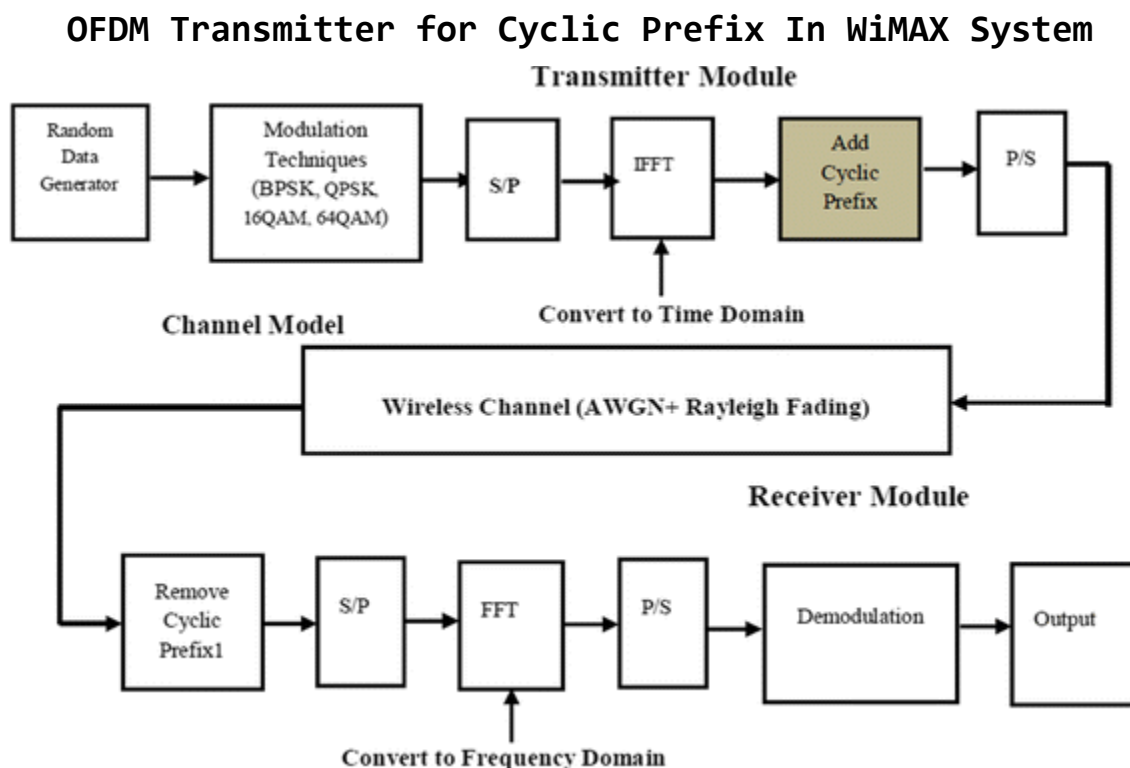 OFDM Transmitter for Cyclic Prefix In WiMAX System
Transmitter Module
Random
Data
Generator
Modulation
Techniques
(BPSK, QPSK,
16QAM, 64QAM)
S/P
IFFT
Add
Cyclic
Prefix
P/S
Convert to Time Domain
Channel Model
Wireless Channel (AWGN+ Rayleigh Fading)
Receiver Module
Remove
Cyclic
Prefix1
S/P
FFT
P/S
Demodulation
Output
Convert to Frequency Domain